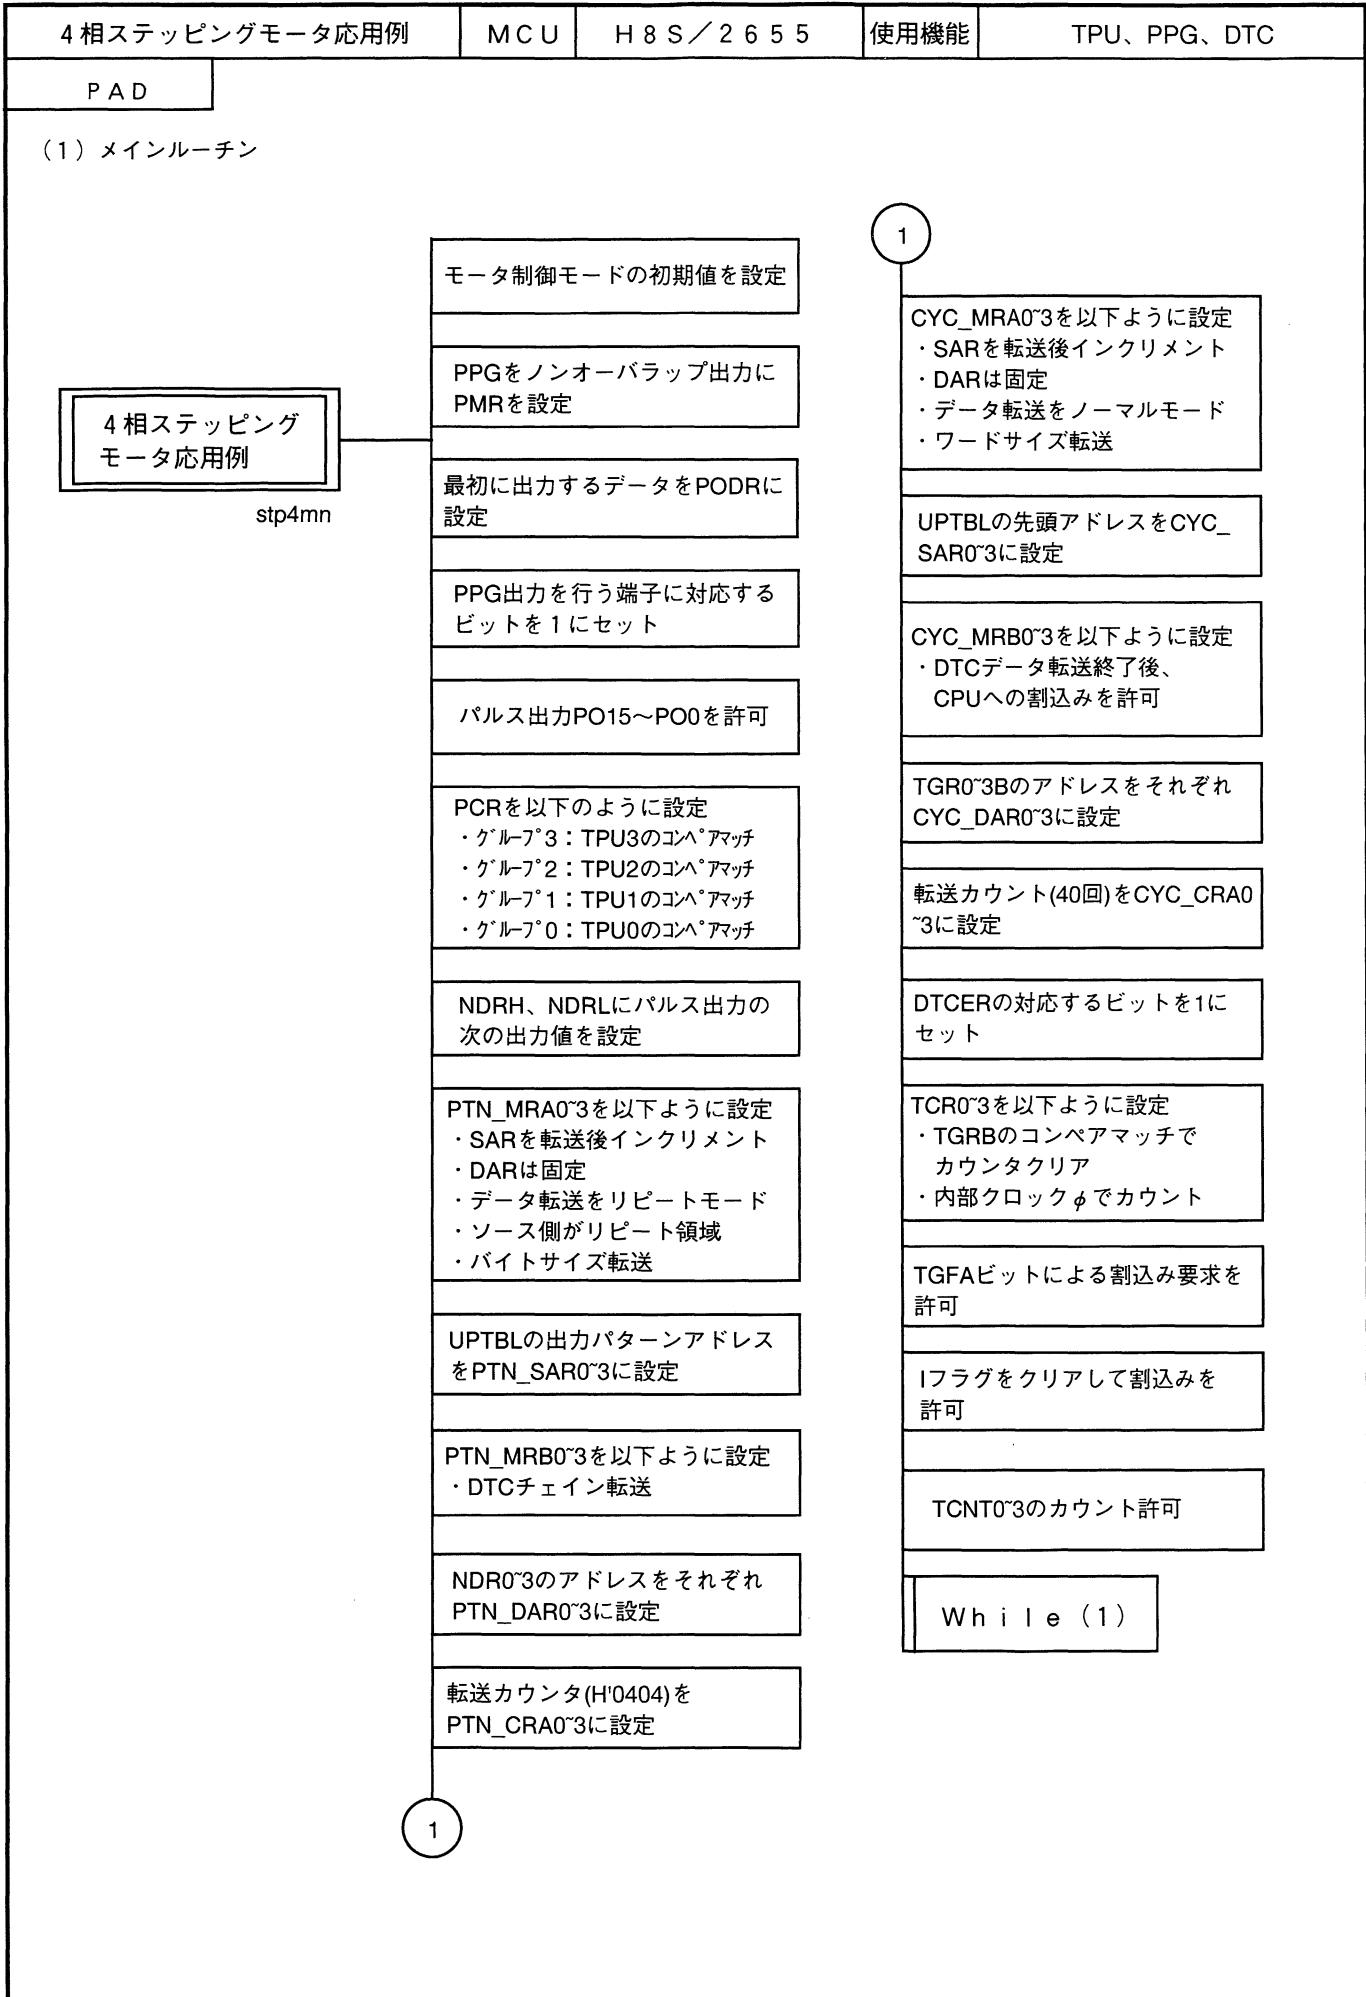 4相ステッピングモータ応用例
MCU
H8S／2655
使用機能
TPU、PPG、DTC
PAD
（1）メインルーチン
4相ステッピング
モータ応用例
stp4mn
モータ制御モードの初期値を設定
PPGをノンオーバラップ出力に
PMRを設定
最初に出力するデータをPODRに
設定
PPG出力を行う端子に対応する
ビットを1にセット
パルス出力PO15～PO0を許可
PCRを以下のように設定
・ｸﾞﾙｰﾌﾟ3：TPU3のｺﾝﾍﾟｱﾏｯﾁ
・ｸﾞﾙｰﾌﾟ2：TPU2のｺﾝﾍﾟｱﾏｯﾁ
・ｸﾞﾙｰﾌﾟ1：TPU1のｺﾝﾍﾟｱﾏｯﾁ
・ｸﾞﾙｰﾌﾟ0：TPU0のｺﾝﾍﾟｱﾏｯﾁ
NDRH、NDRLにパルス出力の
次の出力値を設定
PTN_MRA0~3を以下ように設定
・SARを転送後インクリメント
・DARは固定
・データ転送をリピートモード
・ソース側がリピート領域
・バイトサイズ転送
UPTBLの出力パターンアドレス
をPTN_SAR0~3に設定
PTN_MRB0~3を以下ように設定
・DTCチェイン転送
NDR0~3のアドレスをそれぞれ
PTN_DAR0~3に設定
転送カウンタ(H'0404)を
PTN_CRA0~3に設定
1
1
CYC_MRA0~3を以下ように設定
・SARを転送後インクリメント
・DARは固定
・データ転送をノーマルモード
・ワードサイズ転送
UPTBLの先頭アドレスをCYC_
SAR0~3に設定
CYC_MRB0~3を以下ように設定
・DTCデータ転送終了後、
CPUへの割込みを許可
TGR0~3Bのアドレスをそれぞれ
CYC_DAR0~3に設定
転送カウント(40回)をCYC_CRA0
~3に設定
DTCERの対応するビットを1に
セット
TCR0~3を以下ように設定
・TGRBのコンペアマッチで
カウンタクリア
・内部クロックφでカウント
TGFAビットによる割込み要求を
許可
Iフラグをクリアして割込みを
許可
TCNT0~3のカウント許可
While（1）